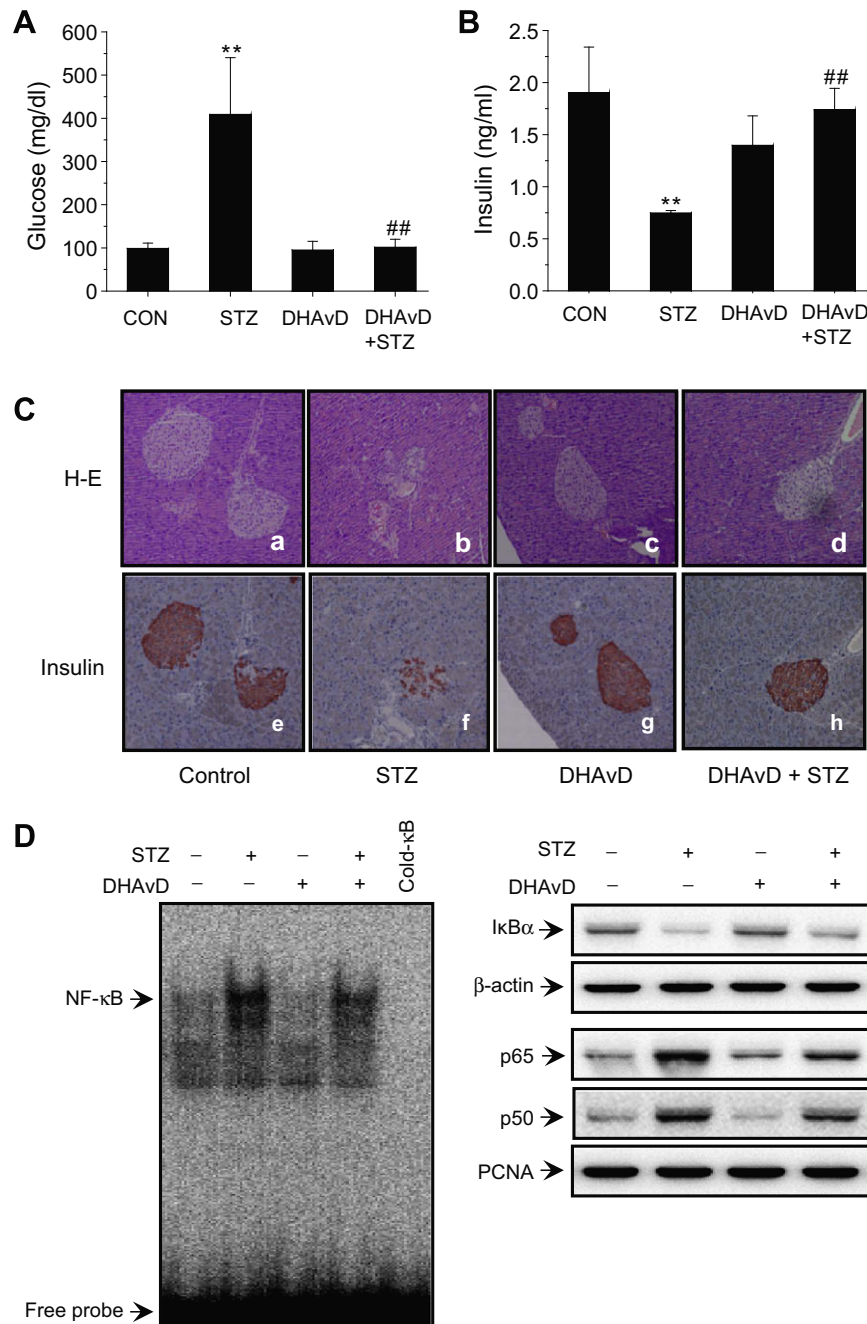 A
Glucose (mg/dl)
600
500
400
300
200
100
0
**
##
CON STZ DHAvD DHAvD
+STZ
B
Insulin (ng/ml)
2.5
2.0
1.5
1.0
0.5
0.0
**
##
CON STZ DHAvD DHAvD
+STZ
C
H-E
a b c d
Insulin
e f g h
Control STZ DHAvD DHAvD + STZ
D
STZ – + – +
DHAvD – – + +
Cold-κB
NF-κB
Free probe
STZ – + – +
DHAvD – – + +
IκBα
β-actin
p65
p50
PCNA